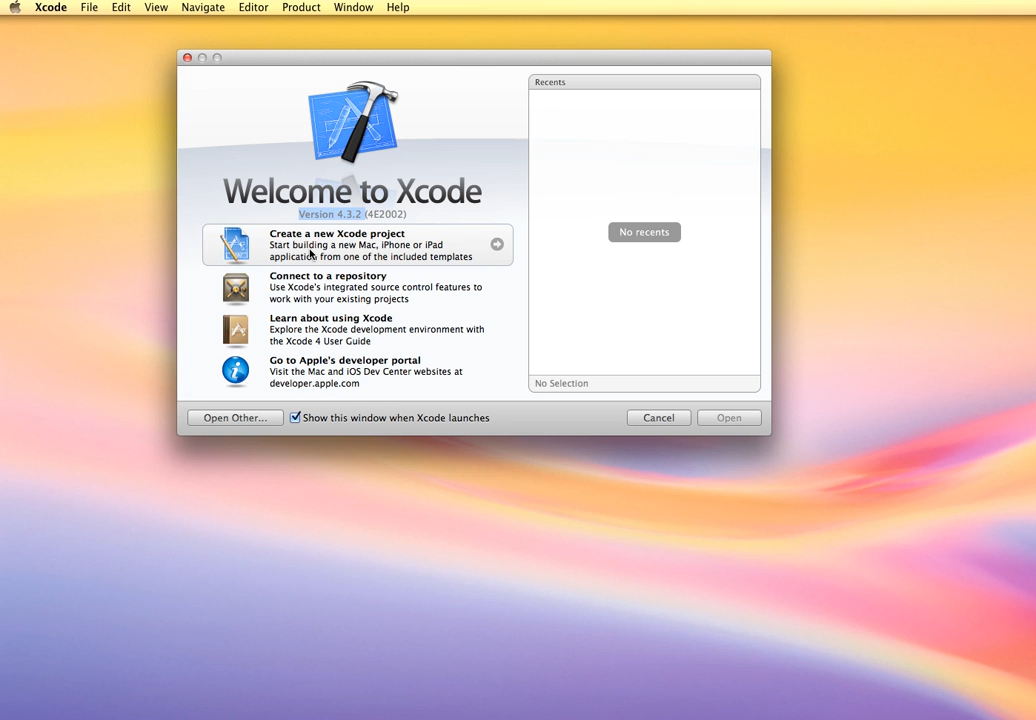 Xcode File Edit View Navigate Editor Product Window Help
Recents
Welcome to Xcode
Version 4.3.2 (4E2002)
Create a new Xcode project
Start building a new Mac, iPhone or iPad
application from one of the included templates
Connect to a repository
Use Xcode's integrated source control features to
work with your existing projects
Learn about using Xcode
Explore the Xcode development environment with
the Xcode 4 User Guide
Go to Apple's developer portal
Visit the Mac and iOS Dev Center websites at
developer.apple.com
No recents
No Selection
Open Other... Show this window when Xcode launches Cancel Open